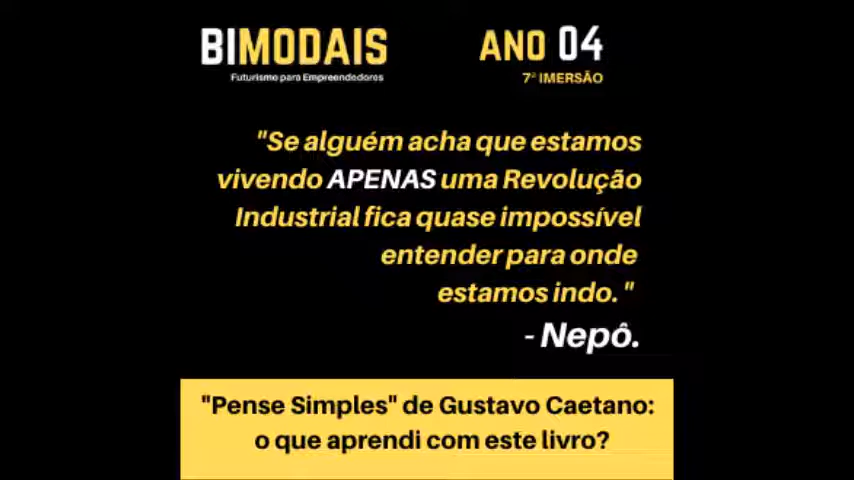 BIMODAIS
Futurismo para Empreendedores
ANO 04
7ª IMERSÃO
"Se alguém acha que estamos
vivendo APENAS uma Revolução
Industrial fica quase impossível
entender para onde
estamos indo."
- Nepô.
"Pense Simples" de Gustavo Caetano:
o que aprendi com este livro?